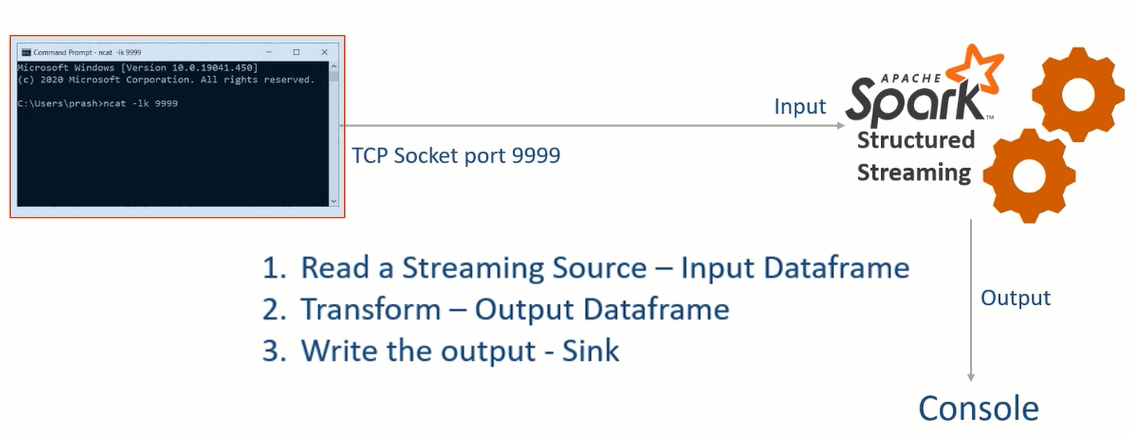 Command Prompt - ncat -lk 9999
Microsoft Windows [Version 10.0.19041.450]
(c) 2020 Microsoft Corporation. All rights reserved.
C:\Users\prash>ncat -lk 9999
Input
TCP Socket port 9999
APACHE
Spark™
Structured
Streaming
1. Read a Streaming Source – Input Dataframe
2. Transform – Output Dataframe
3. Write the output - Sink
Output
Console